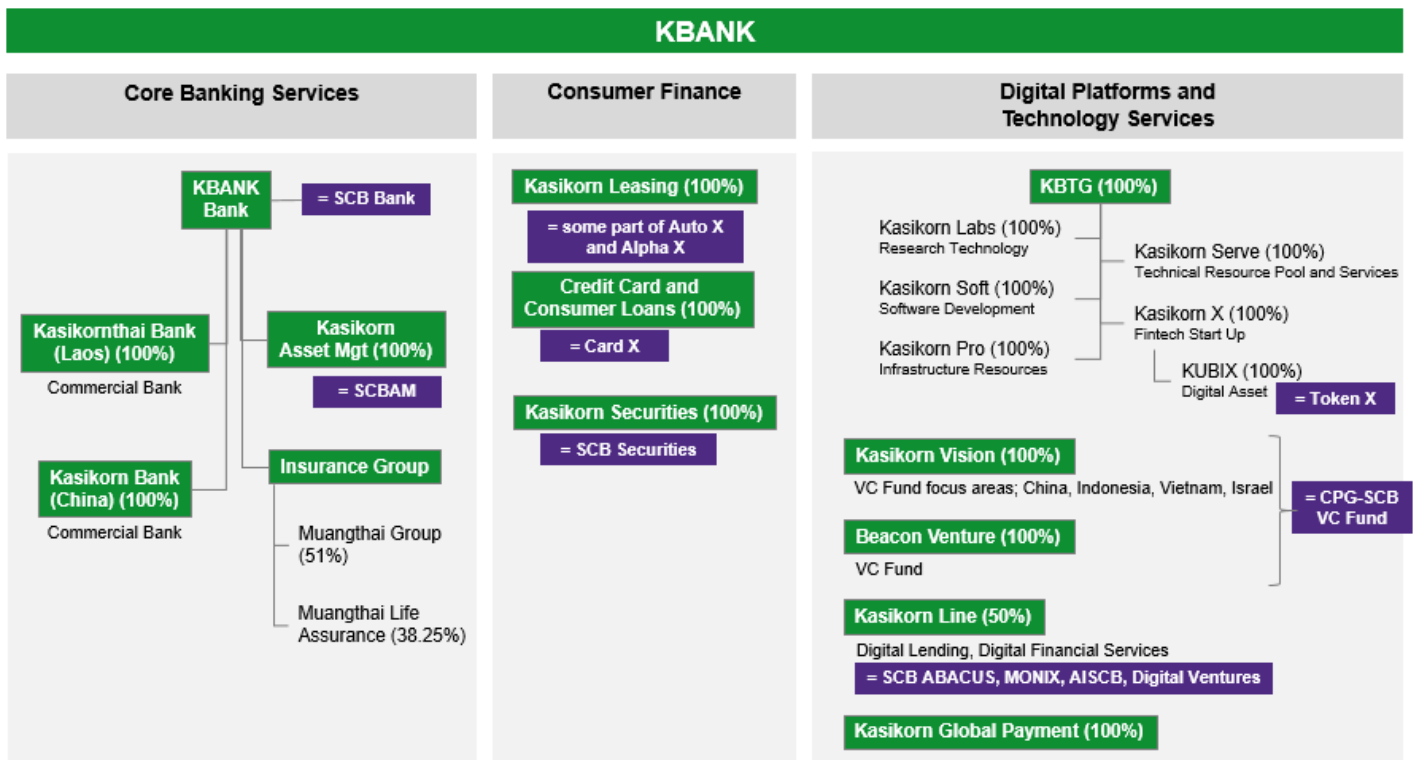 KBANK
Core Banking Services
KBANK
Bank
= SCB Bank
Kasikornthai Bank
(Laos) (100%)
Commercial Bank
Kasikorn
Asset Mgt (100%)
= SCBAM
Kasikorn Bank
(China) (100%)
Commercial Bank
Insurance Group
Muangthai Group
(51%)
Muangthai Life
Assurance (38.25%)
Consumer Finance
Kasikorn Leasing (100%)
= some part of Auto X
and Alpha X
Credit Card and
Consumer Loans (100%)
= Card X
Kasikorn Securities (100%)
= SCB Securities
Digital Platforms and
Technology Services
KBTG (100%)
Kasikorn Labs (100%)
Research Technology
Kasikorn Serve (100%)
Technical Resource Pool and Services
Kasikorn Soft (100%)
Software Development
Kasikorn X (100%)
Fintech Start Up
Kasikorn Pro (100%)
Infrastructure Resources
KUBIX (100%)
Digital Asset
= Token X
Kasikorn Vision (100%)
VC Fund focus areas; China, Indonesia, Vietnam, Israel
= CPG-SCB
VC Fund
Beacon Venture (100%)
VC Fund
Kasikorn Line (50%)
Digital Lending, Digital Financial Services
= SCB ABACUS, MONIX, AISCB, Digital Ventures
Kasikorn Global Payment (100%)